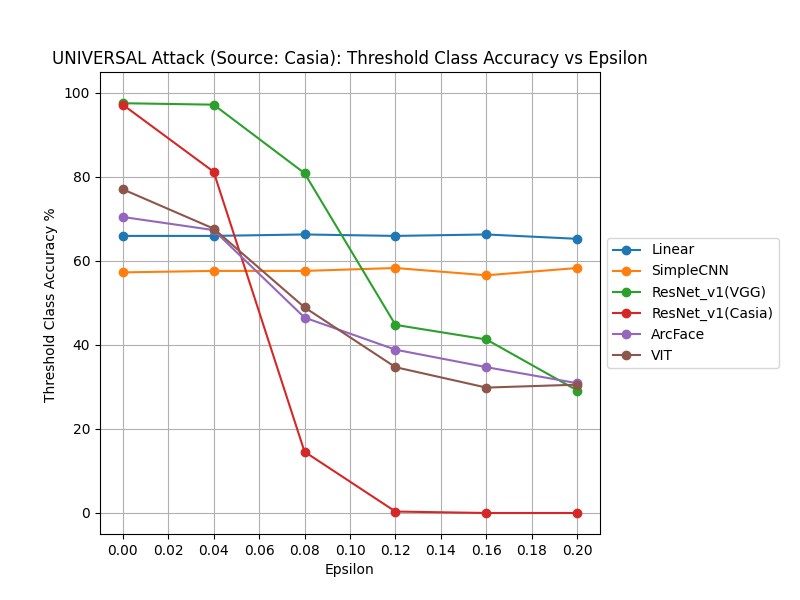 UNIVERSAL Attack (Source: Casia): Threshold Class Accuracy vs Epsilon
Threshold Class Accuracy %
100
80
60
40
20
0
0.00 0.02 0.04 0.06 0.08 0.10 0.12 0.14 0.16 0.18 0.20
Epsilon
Linear
SimpleCNN
ResNet_v1(VGG)
ResNet_v1(Casia)
ArcFace
VIT